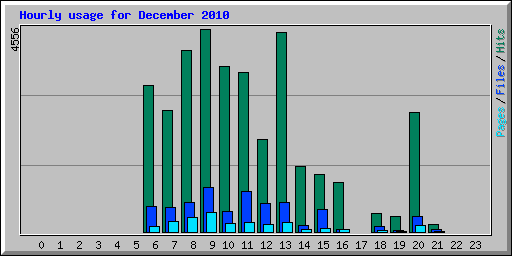 Hourly usage for December 2010
4556
Pages/Files/Hits
0 1 2 3 4 5 6 7 8 9 10 11 12 13 14 15 16 17 18 19 20 21 22 23